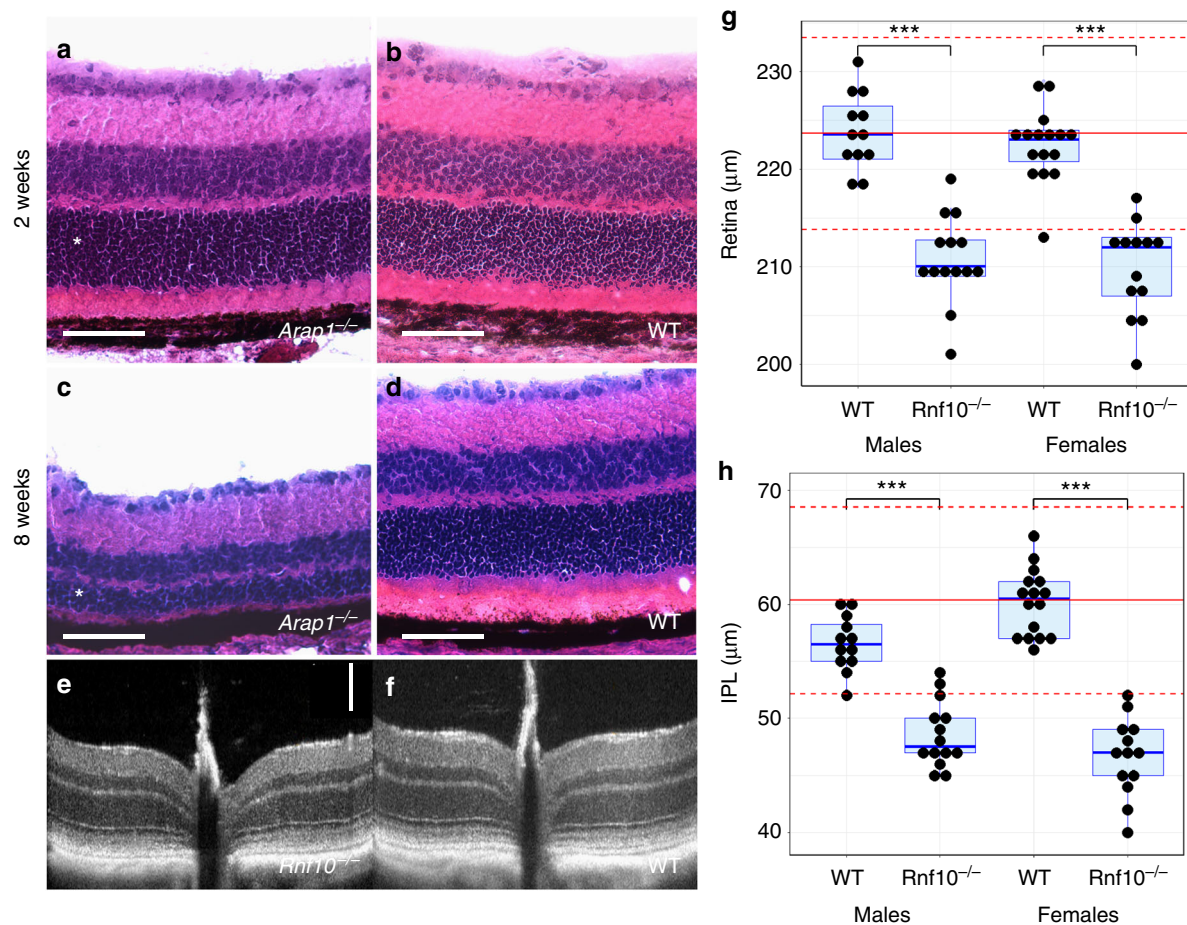 a
b
2 weeks
*
Arap1–/–
WT
c
d
8 weeks
*
Arap1–/–
WT
e
f
Rnf10–/–
WT
g
***
***
230
220
210
200
Retina (μm)
WT
Rnf10–/–
WT
Rnf10–/–
Males
Females
h
***
***
70
60
50
40
IPL (μm)
WT
Rnf10–/–
WT
Rnf10–/–
Males
Females